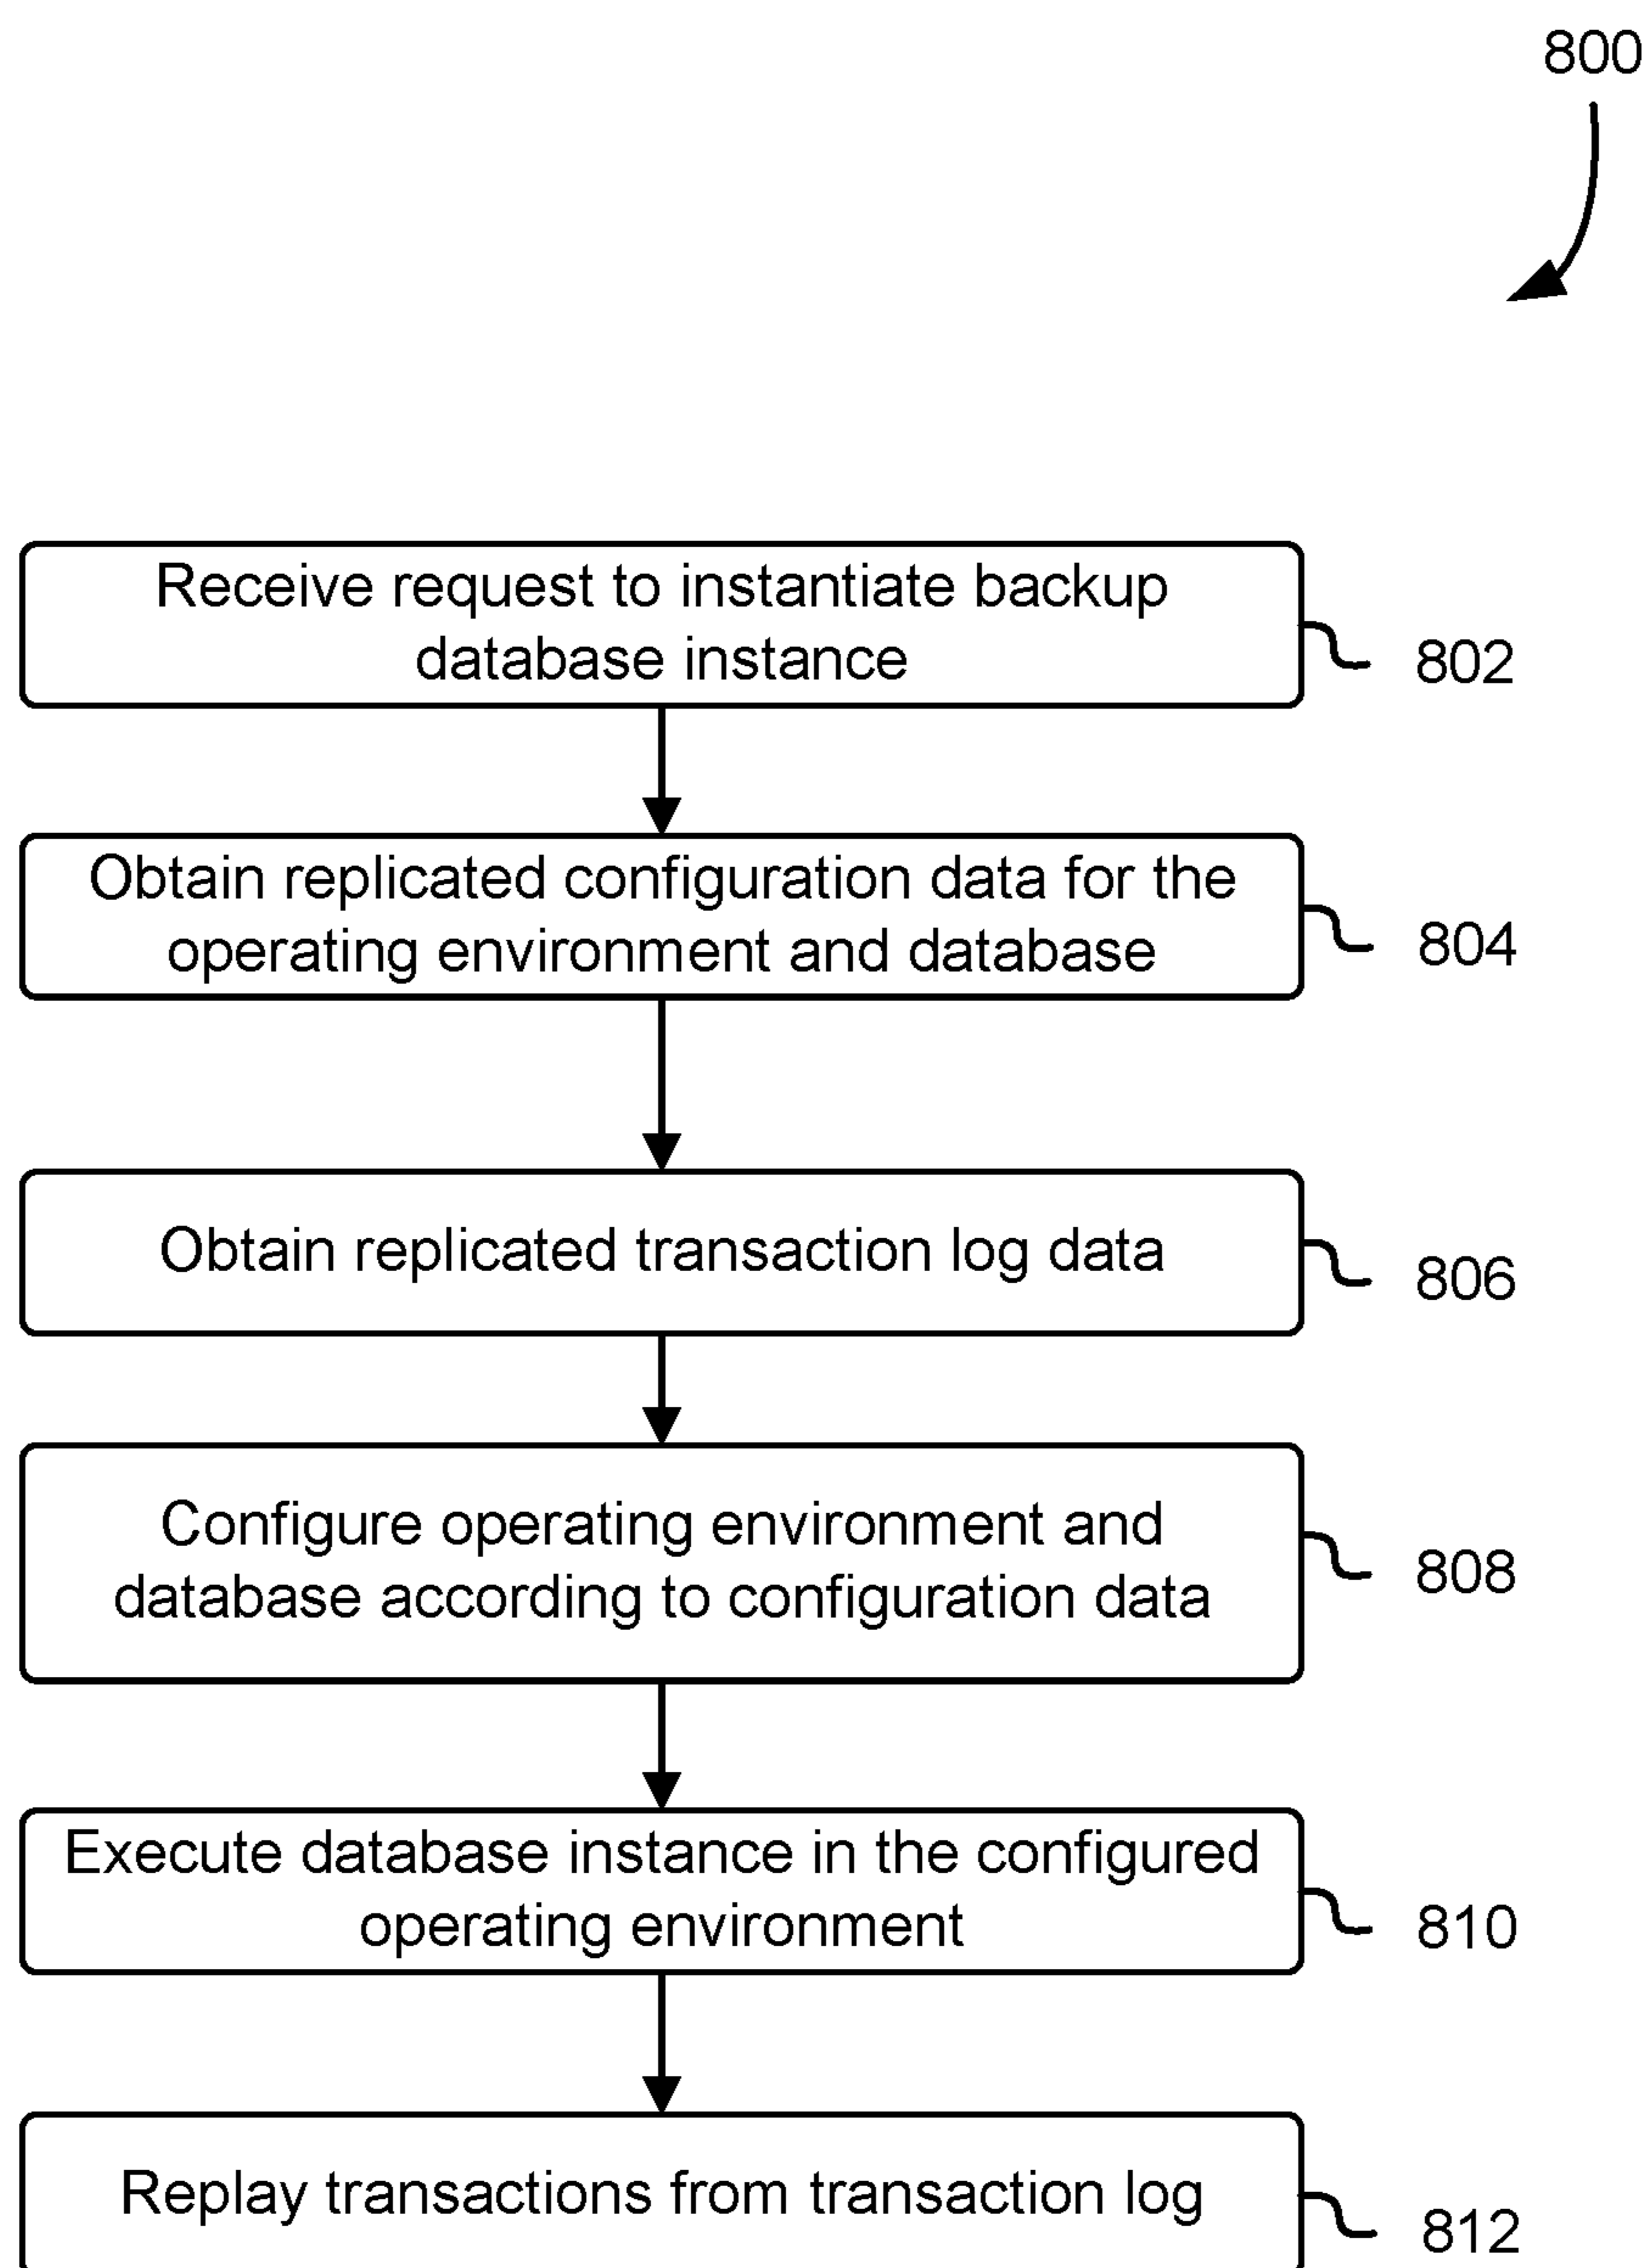 800
Receive request to instantiate backup
database instance
802
Obtain replicated configuration data for the
operating environment and database
804
Obtain replicated transaction log data
806
Configure operating environment and
database according to configuration data
808
Execute database instance in the configured
operating environment
810
Replay transactions from transaction log
812